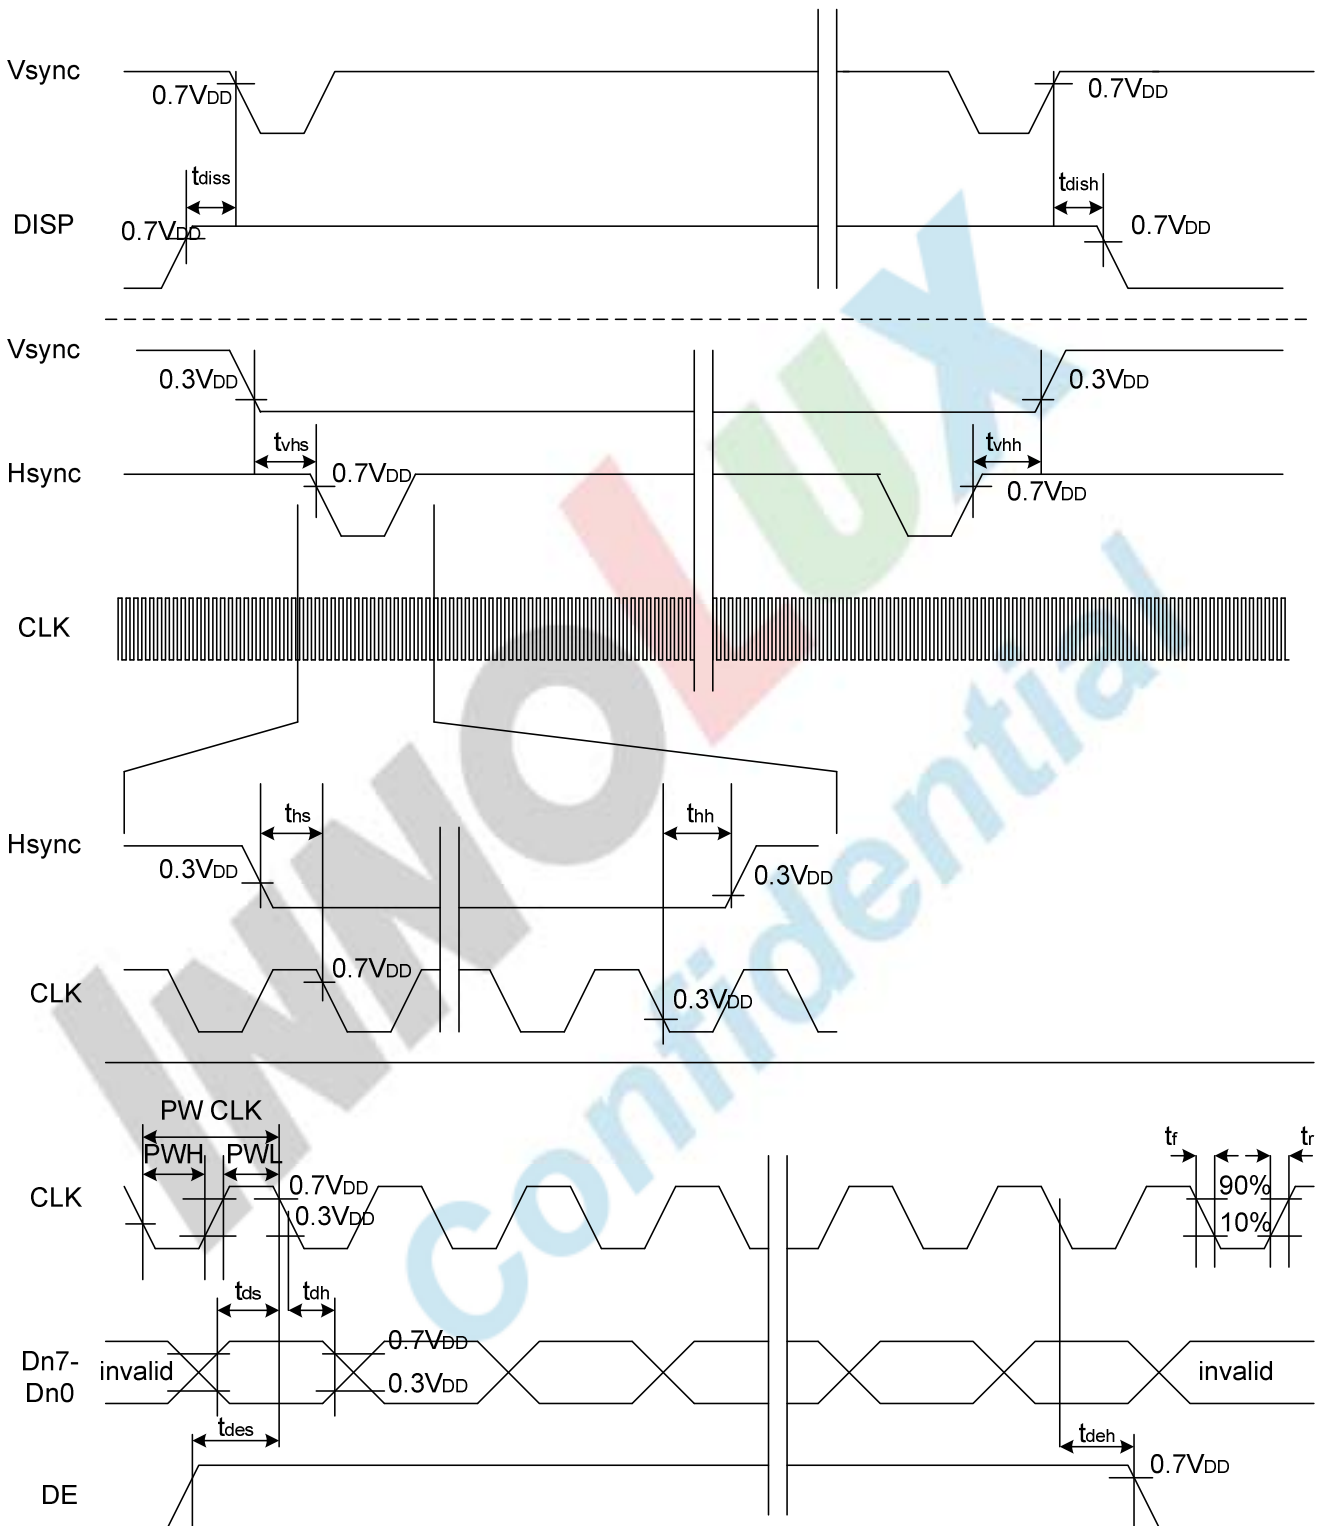 Vsync
0.7VDD
0.7VDD
tdiss
tdish
DISP
0.7VDD
0.7VDD
Vsync
0.3VDD
0.3VDD
tvhs
tvhh
Hsync
0.7VDD
0.7VDD
CLK
ths
thh
Hsync
0.3VDD
0.3VDD
CLK
0.7VDD
0.3VDD
PW CLK
PWH
PWL
tf
tr
CLK
0.7VDD
90%
0.3VDD
10%
tds
tdh
0.7VDD
Dn7-
Dn0
invalid
invalid
0.3VDD
tdes
tdeh
0.7VDD
DE
INNOLUX
Confidential